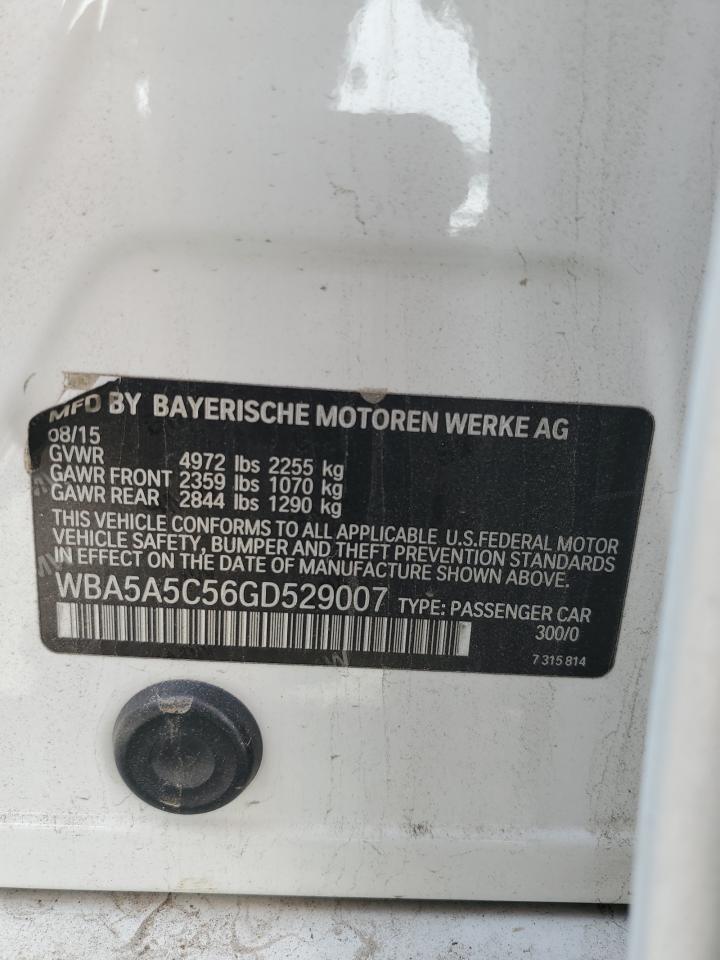 MFD BY BAYERISCHE MOTOREN WERKE AG
08/15
GVWR 4972 lbs 2255 kg
GAWR FRONT 2359 lbs 1070 kg
GAWR REAR 2844 lbs 1290 kg
THIS VEHICLE CONFORMS TO ALL APPLICABLE U.S.FEDERAL MOTOR
VEHICLE SAFETY, BUMPER AND THEFT PREVENTION STANDARDS
IN EFFECT ON THE DATE OF MANUFACTURE SHOWN ABOVE.
WBA5A5C56GD529007 TYPE: PASSENGER CAR
300/0
7 315 814